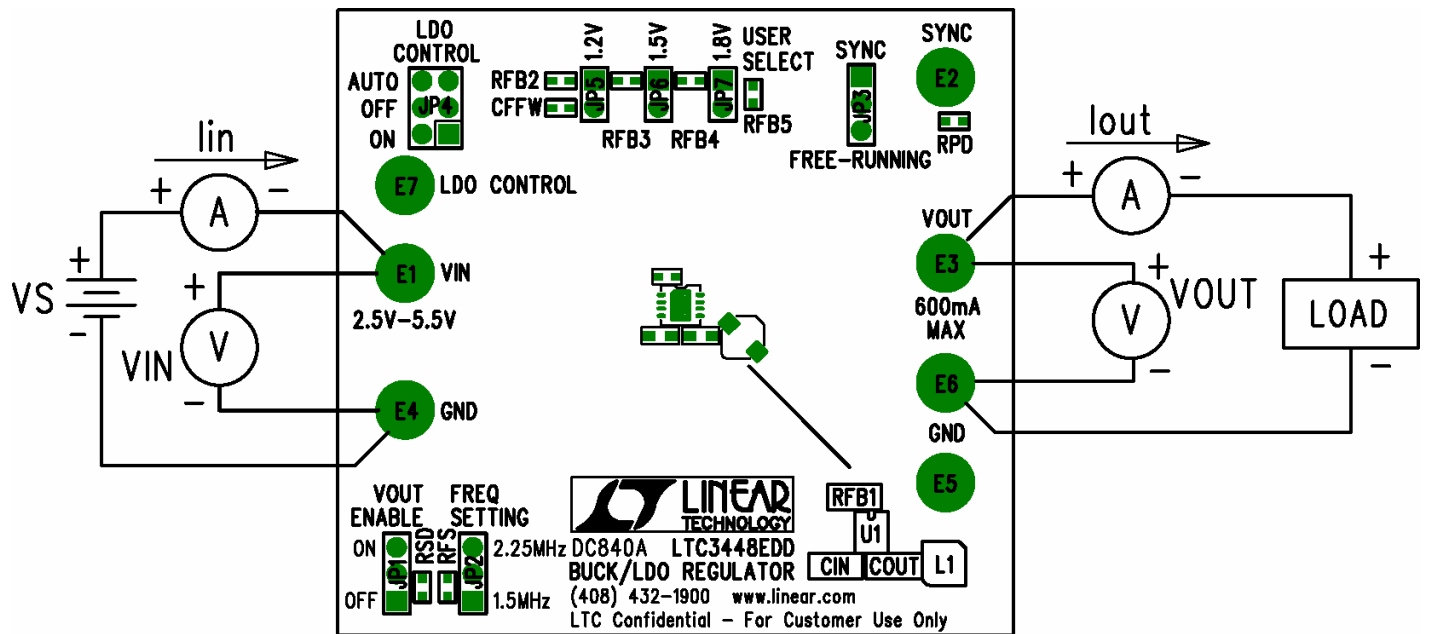 LDO
CONTROL
AUTO
OFF
ON
JP4
E7 LDO CONTROL
1.2V
1.5V
1.8V
USER
SELECT
RFB2
CFFW
JP5
JP6
JP7
RFB3
RFB4
RFB5
SYNC
JP3
FREE-RUNNING
SYNC
E2
RPD
Iin
+
-
A
+
VS
-
+
V
VIN
-
E1 VIN
2.5V-5.5V
E4 GND
Iout
+
-
A
VOUT
E3
600mA
MAX
+
VOUT
V
-
+
LOAD
-
E6
GND
E5
VOUT
ENABLE
ON
OFF
JP1
RSD
FREQ
SETTING
RFS
JP2
2.25MHz
1.5MHz
LINEAR
TECHNOLOGY
DC840A LTC3448EDD
BUCK/LDO REGULATOR
(408) 432-1900 www.linear.com
LTC Confidential - For Customer Use Only
RFB1
U1
CIN
COUT
L1